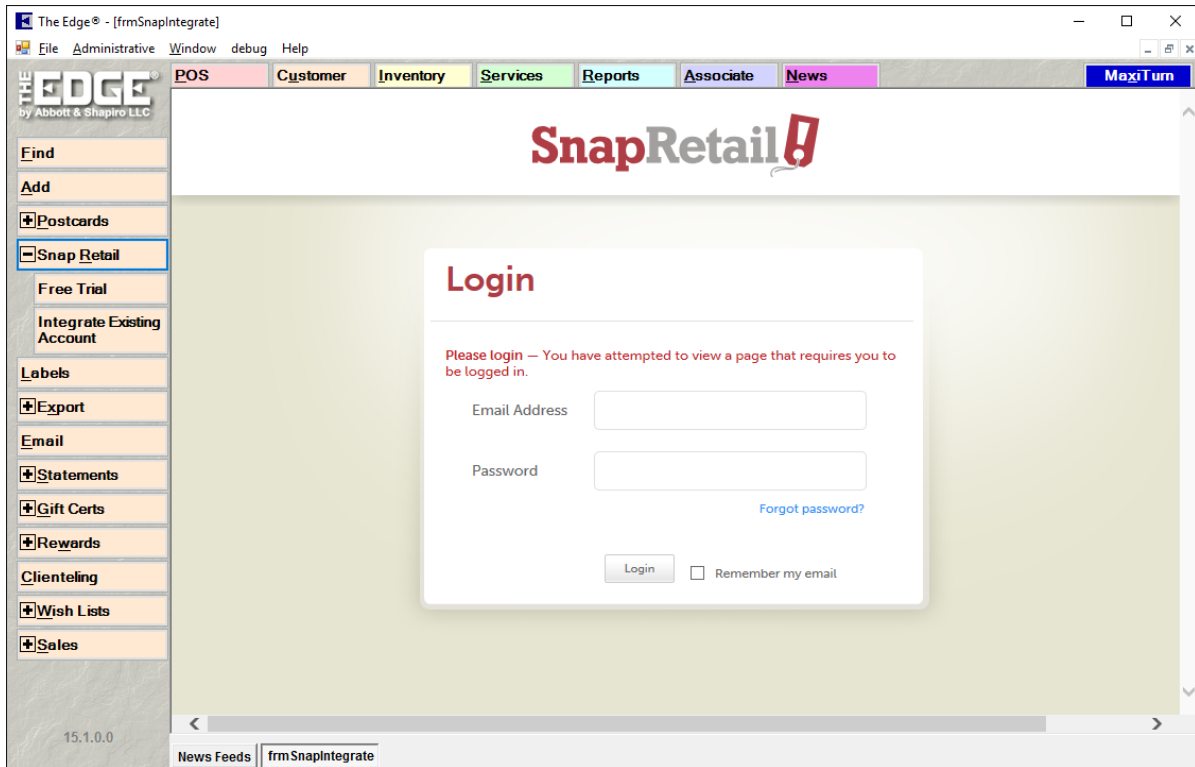 The Edge® - [frmSnapIntegrate]
File Administrative Window debug Help
THE EDGE®
by Abbott & Shapiro LLC
POS Customer Inventory Services Reports Associate News MaxiTurn
Find
Add
Postcards
Snap Retail
Free Trial
Integrate Existing
Account
Labels
Export
Email
Statements
Gift Certs
Rewards
Clienteling
Wish Lists
Sales
15.1.0.0
SnapRetail
Login
Please login — You have attempted to view a page that requires you to
be logged in.
Email Address
Password
Forgot password?
Login Remember my email
News Feeds frmSnapIntegrate